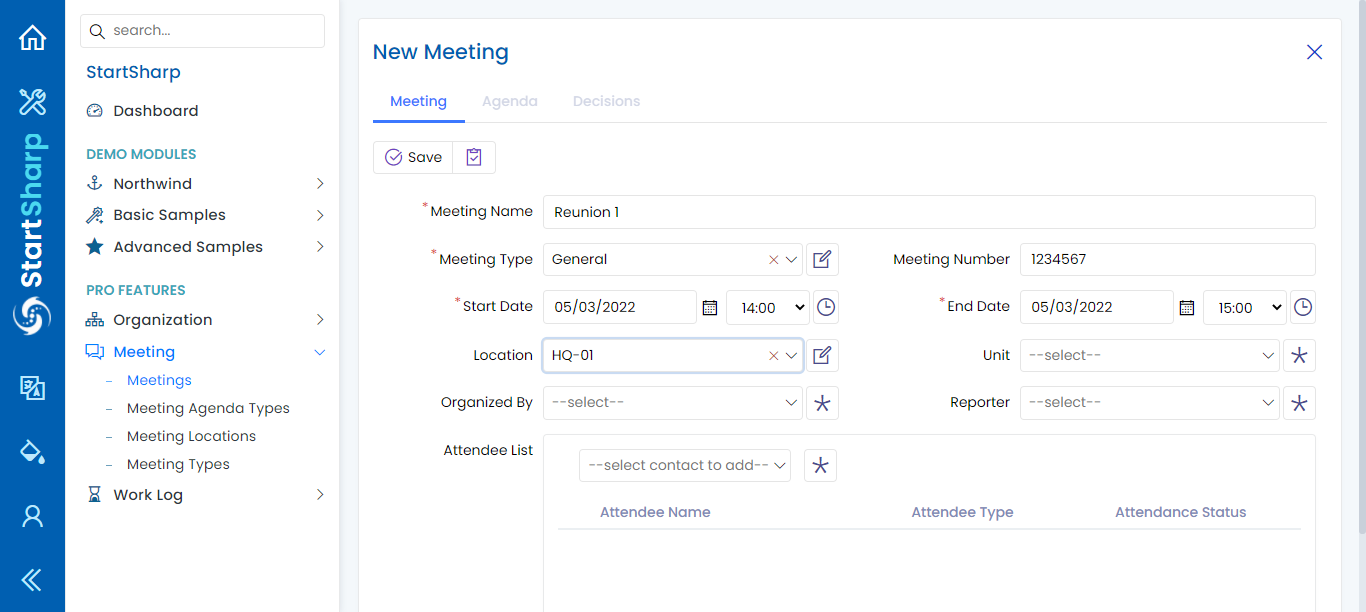 StartSharp
search...
StartSharp
Dashboard
DEMO MODULES
Northwind
Basic Samples
Advanced Samples
PRO FEATURES
Organization
Meeting
– Meetings
– Meeting Agenda Types
– Meeting Locations
– Meeting Types
Work Log
New Meeting
Meeting Agenda Decisions
Save
*Meeting Name Reunion 1
*Meeting Type General Meeting Number 1234567
*Start Date 05/03/2022 14:00 *End Date 05/03/2022 15:00
Location HQ-01 Unit --select--
Organized By --select-- Reporter --select--
Attendee List --select contact to add--
Attendee Name Attendee Type Attendance Status